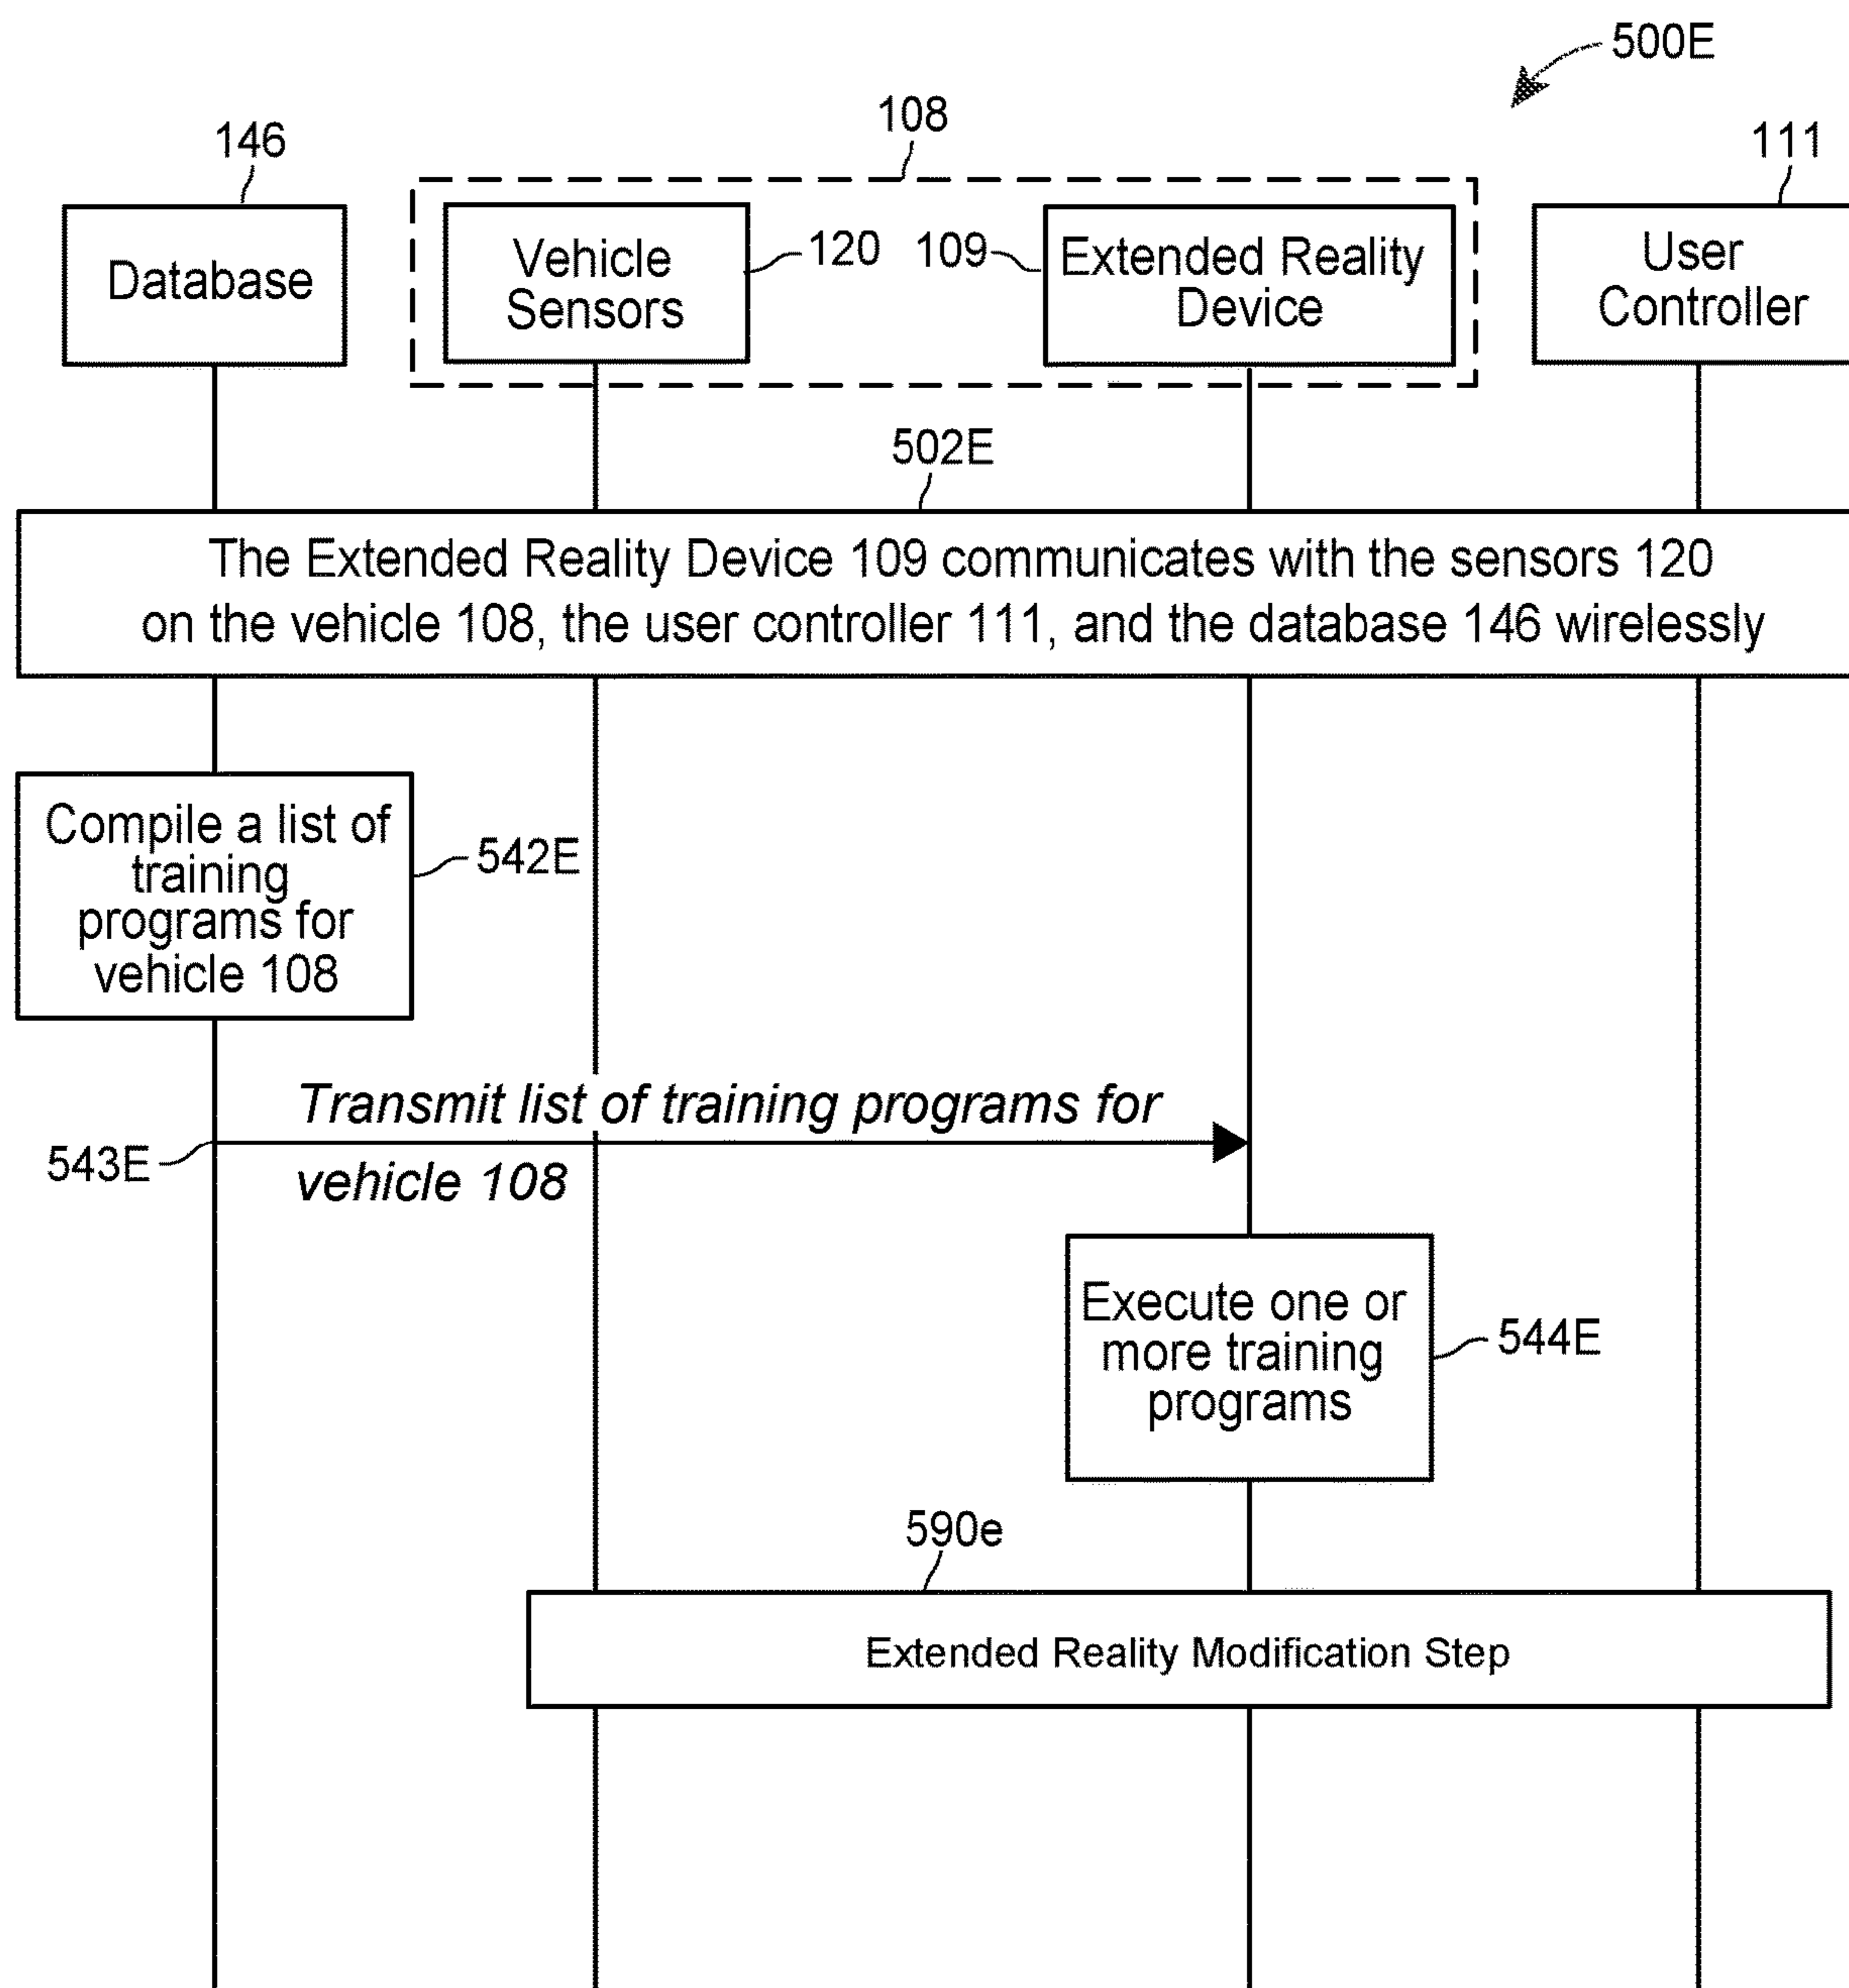 500E
108
146
111
Database
Vehicle
Sensors
120
109
Extended Reality
Device
User
Controller
502E
The Extended Reality Device 109 communicates with the sensors 120
on the vehicle 108, the user controller 111, and the database 146 wirelessly
Compile a list of
training
programs for
vehicle 108
542E
Transmit list of training programs for
vehicle 108
543E
Execute one or
more training
programs
544E
590e
Extended Reality Modification Step